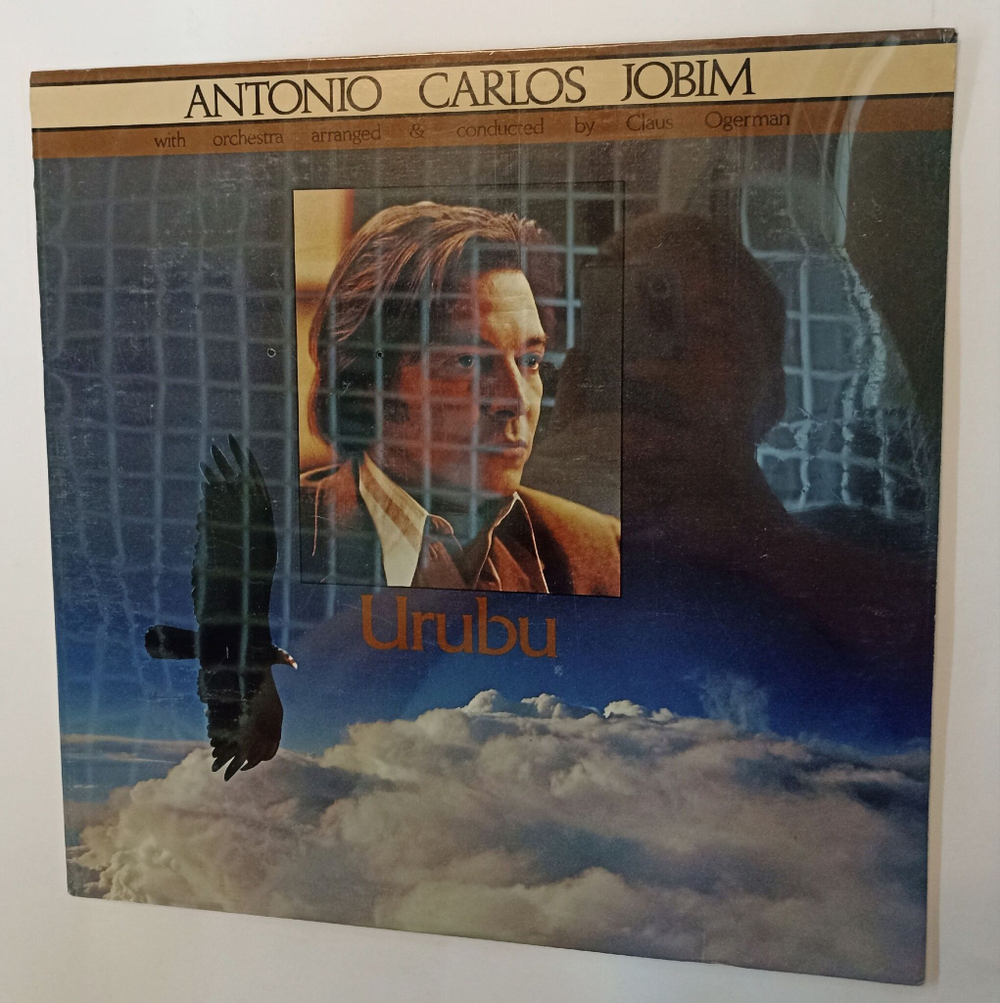 ANTONIO CARLOS JOBIM
with orchestra arranged & conducted by Claus Ogerman
Urubu